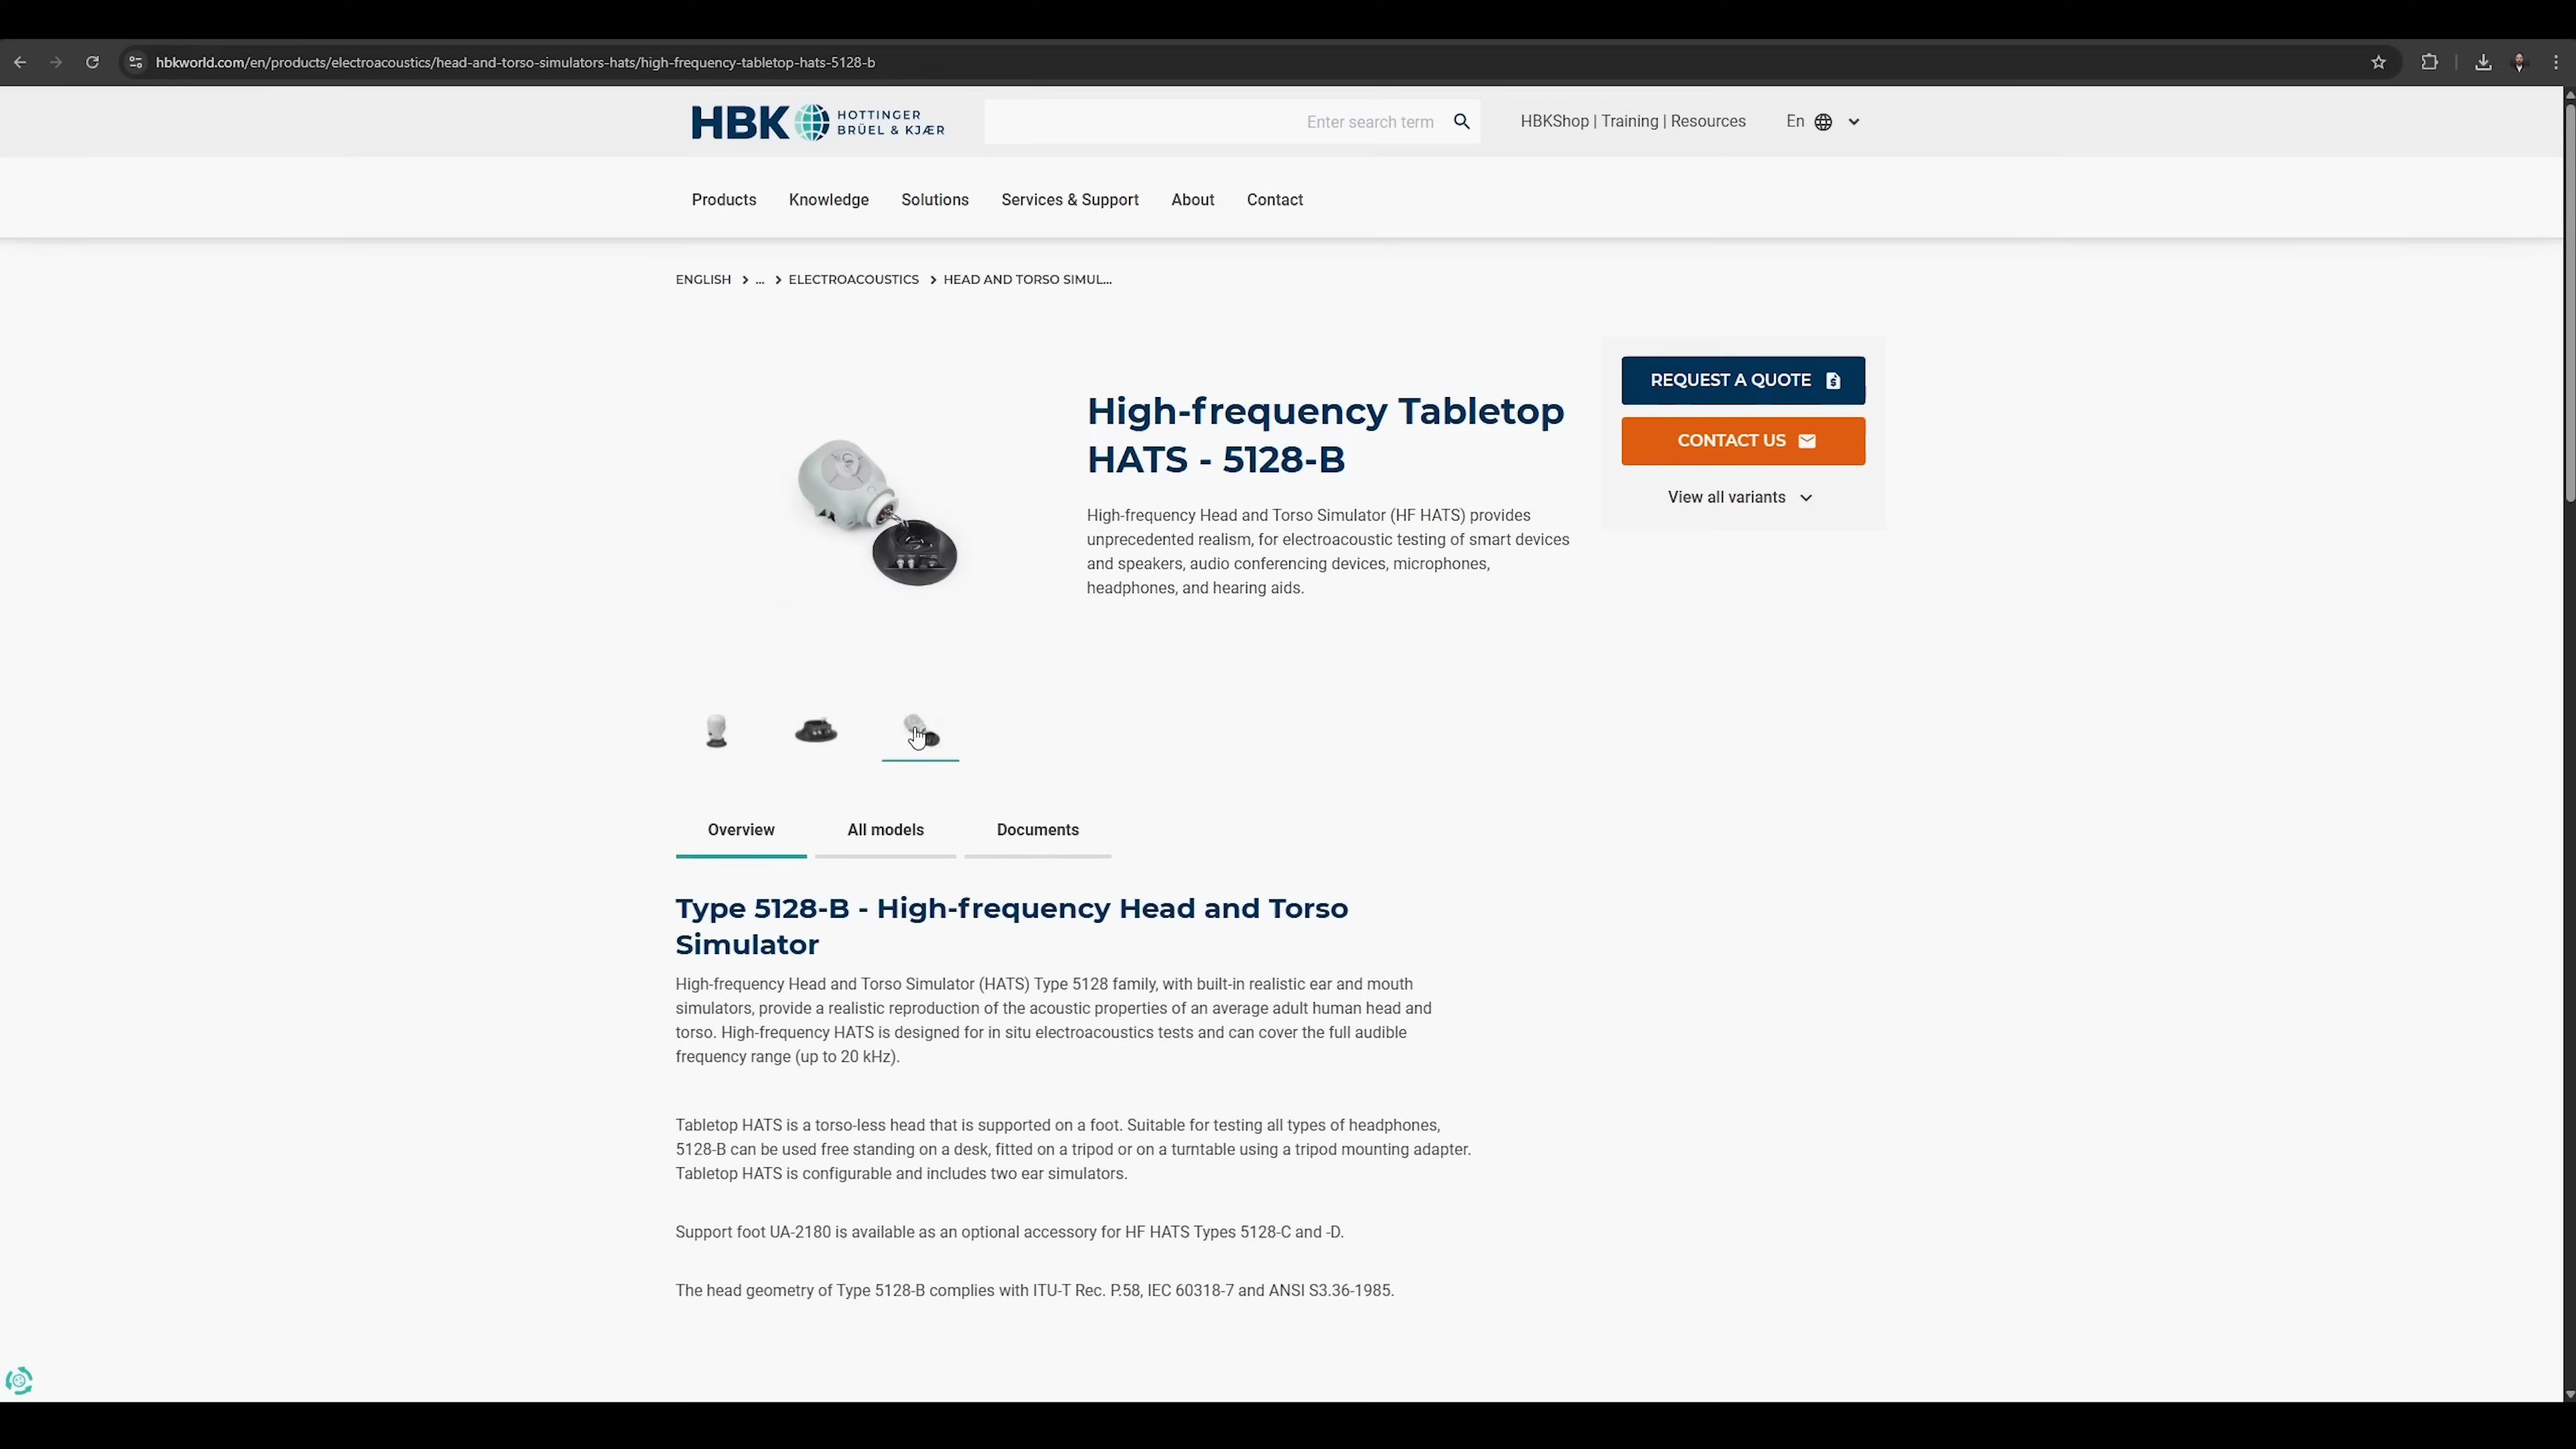 hbkworld.com/en/products/electroacoustics/head-and-torso-simulators-hats/high-frequency-tabletop-hats-5128-b
HBK HOTTINGER
BRÜEL & KJÆR
Enter search term
HBKShop | Training | Resources
En
Products Knowledge Solutions Services & Support About Contact
ENGLISH > ... > ELECTROACOUSTICS > HEAD AND TORSO SIMUL...
High-frequency Tabletop
HATS - 5128-B
High-frequency Head and Torso Simulator (HF HATS) provides
unprecedented realism, for electroacoustic testing of smart devices
and speakers, audio conferencing devices, microphones,
headphones, and hearing aids.
REQUEST A QUOTE
CONTACT US
View all variants
Overview All models Documents
Type 5128-B - High-frequency Head and Torso
Simulator
High-frequency Head and Torso Simulator (HATS) Type 5128 family, with built-in realistic ear and mouth
simulators, provide a realistic reproduction of the acoustic properties of an average adult human head and
torso. High-frequency HATS is designed for in situ electroacoustics tests and can cover the full audible
frequency range (up to 20 kHz).
Tabletop HATS is a torso-less head that is supported on a foot. Suitable for testing all types of headphones,
5128-B can be used free standing on a desk, fitted on a tripod or on a turntable using a tripod mounting adapter.
Tabletop HATS is configurable and includes two ear simulators.
Support foot UA-2180 is available as an optional accessory for HF HATS Types 5128-C and -D.
The head geometry of Type 5128-B complies with ITU-T Rec. P.58, IEC 60318-7 and ANSI S3.36-1985.